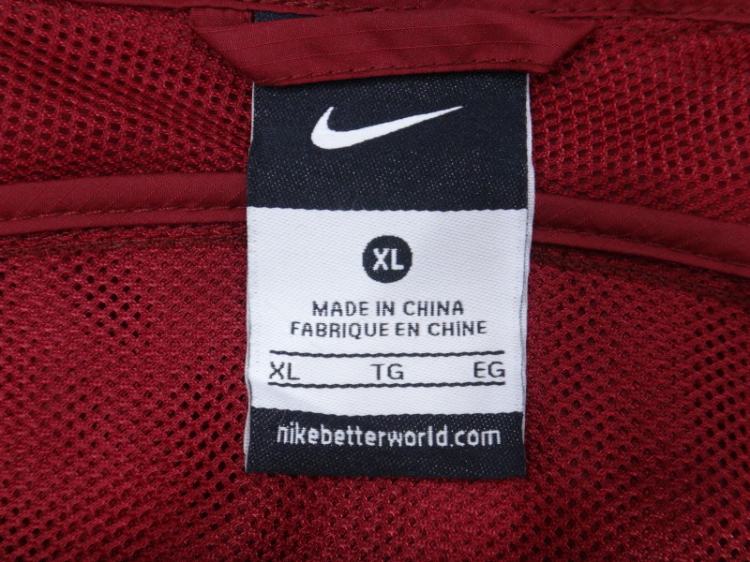 XL
MADE IN CHINA
FABRIQUE EN CHINE
XL TG EG
nikebetterworld.com